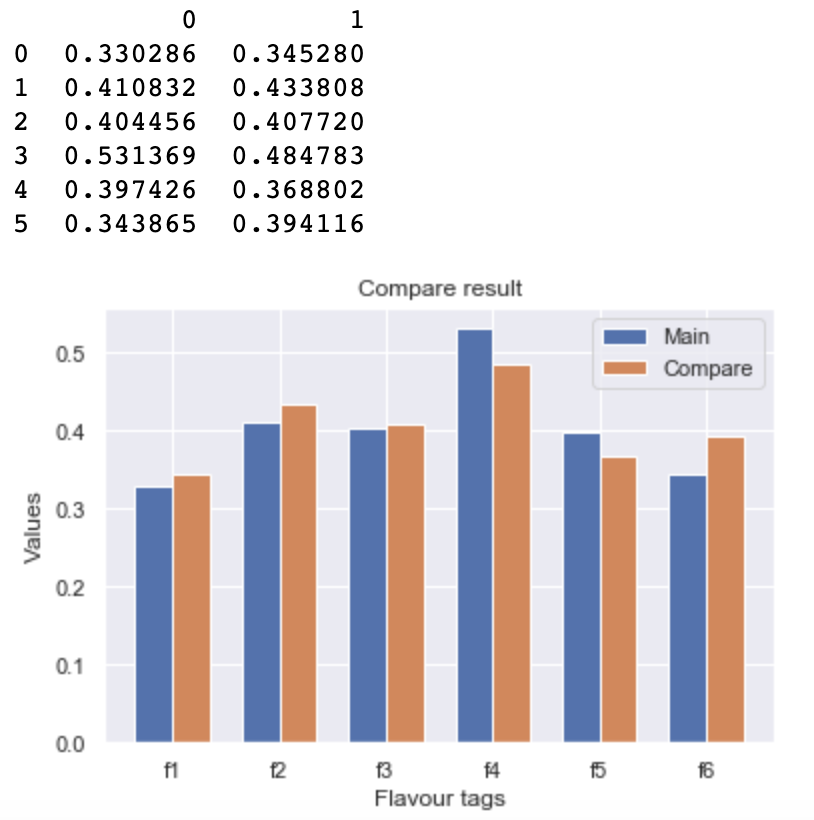 0 1
0 0.330286 0.345280
1 0.410832 0.433808
2 0.404456 0.407720
3 0.531369 0.484783
4 0.397426 0.368802
5 0.343865 0.394116
Compare result
Main
Compare
0.5
0.4
0.3
0.2
0.1
0.0
Values
f1 f2 f3 f4 f5 f6
Flavour tags